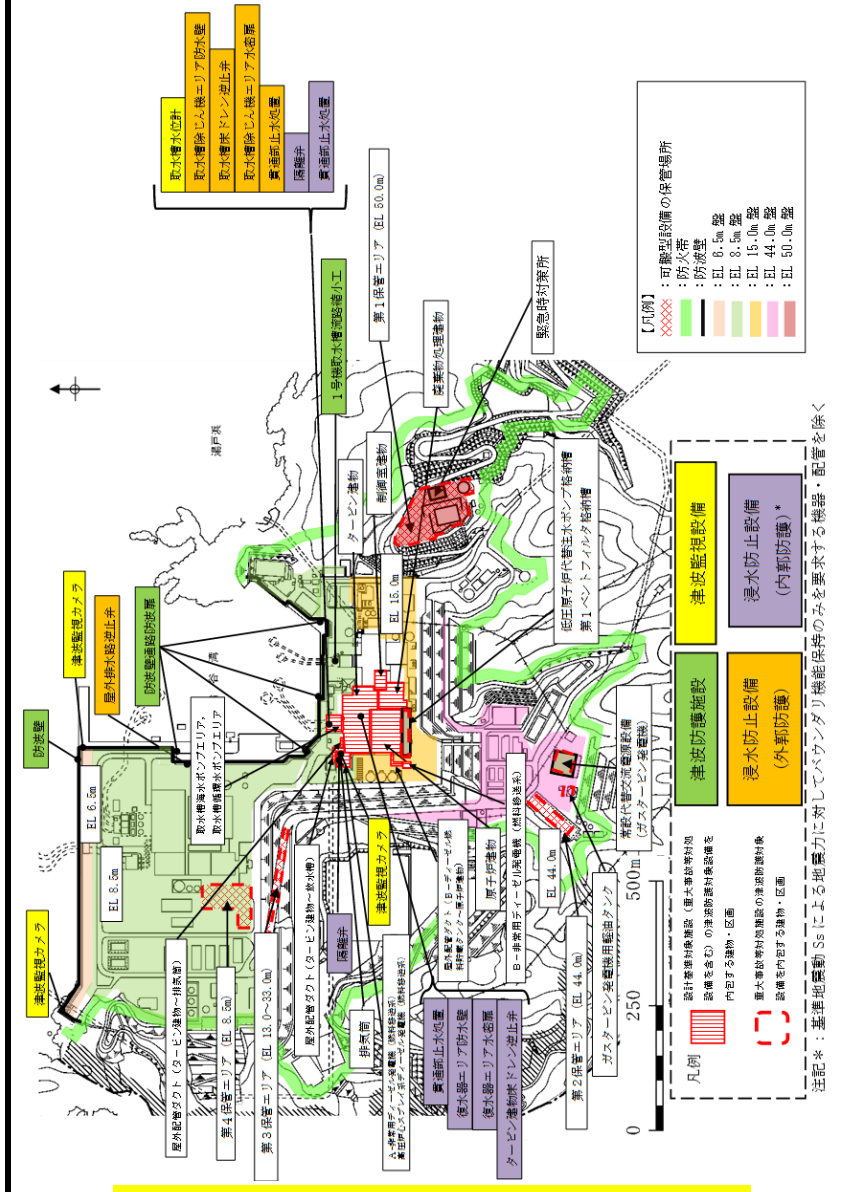 取水槽水位計
取水槽除じん機エリア防水壁
取水槽床ドレン逆止弁
取水槽除じん機エリア水密扉
貫通部止水処置
隔離弁
貫通部止水処置
津波監視カメラ
防波壁
津波監視カメラ
屋外排水路逆止弁
防波壁通路防波扉
1号機取水槽流路縮小工
第1保管エリア (EL 50.0m)
湯戸浜
EL 6.5m
EL 8.5m
取水槽海水ポンプエリア,
取水槽循環水ポンプエリア
タービン建物
制御室建物
廃棄物処理建物
緊急時対策所
EL 15.0m
低圧原子炉代替注水ポンプ格納槽
第1ベントフィルタ格納槽
屋外配管ダクト (タービン建物~排気筒)
第4保管エリア (EL 8.5m)
第3保管エリア (EL 13.0~33.0m)
屋外配管ダクト (タービン建物~放水槽)
隔離弁
排気筒
A-非常用ディーゼル発電機 (燃料移送系)
高圧炉心スプレイ系ディーゼル発電機 (燃料移送系)
津波監視カメラ
貫通部止水処置
復水器エリア防水壁
復水器エリア水密扉
タービン建物床ドレン逆止弁
屋外配管ダクト (B-ディーゼル燃
料貯蔵タンク~原子炉建物)
原子炉建物
B-非常用ディーゼル発電機 (燃料移送系)
EL 44.0m
第2保管エリア (EL 44.0m)
ガスタービン発電機用軽油タンク
常設代替交流電源設備
(ガスタービン発電機)
【凡例】
:可搬型設備の保管場所
:防火帯
:防波壁
:EL 6.5m 盤
:EL 8.5m 盤
:EL 15.0m 盤
:EL 44.0m 盤
:EL 50.0m 盤
0 250 500m
凡例
設計基準対象施設 (重大事故等対処
設備を含む) の津波防護対象設備を
内包する建物・区画
重大事故等対処施設の津波防護対象
設備を内包する建物・区画
津波防護施設
津波監視設備
浸水防止設備
(外郭防護)
浸水防止設備
(内郭防護)*
注記*:基準地震動 Ss による地震力に対してバウンダリ機能保持のみを要求する機器・配管を除く